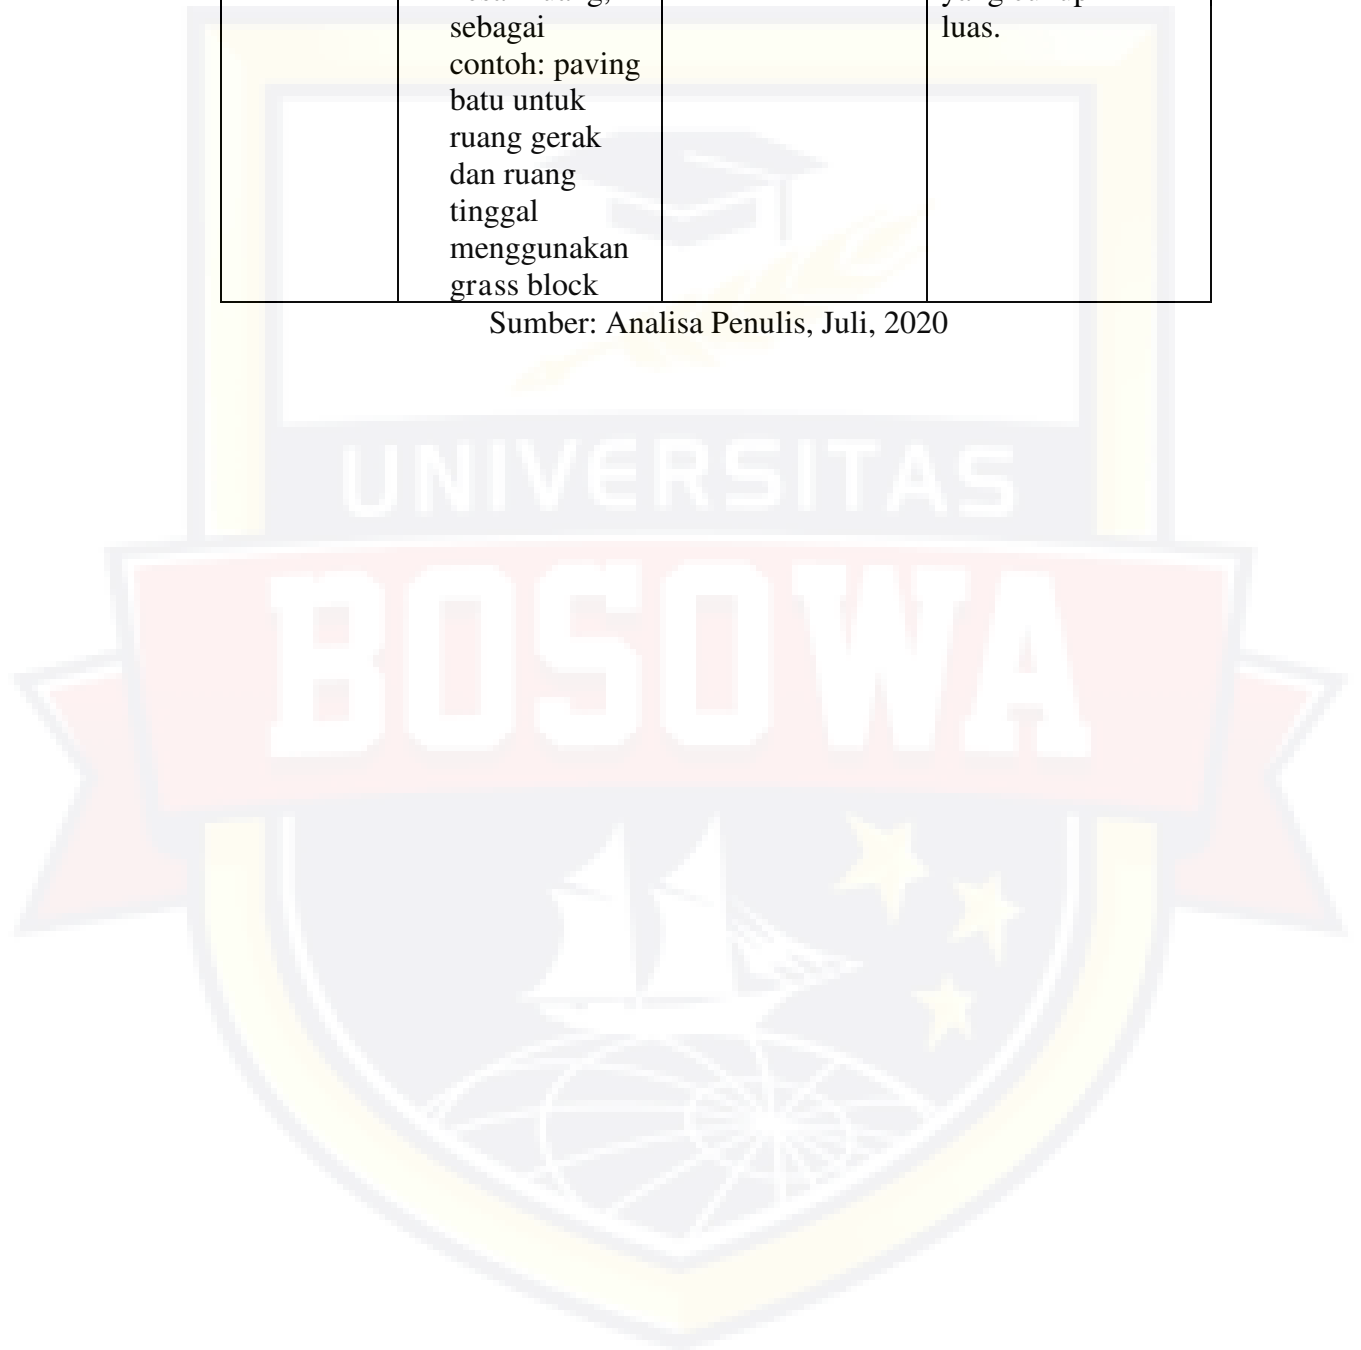 sebagai
contoh: paving
batu untuk
ruang gerak
dan ruang
tinggal
menggunakan
grass block
luas.
Sumber: Analisa Penulis, Juli, 2020
UNIVERSITAS
BOSOWA